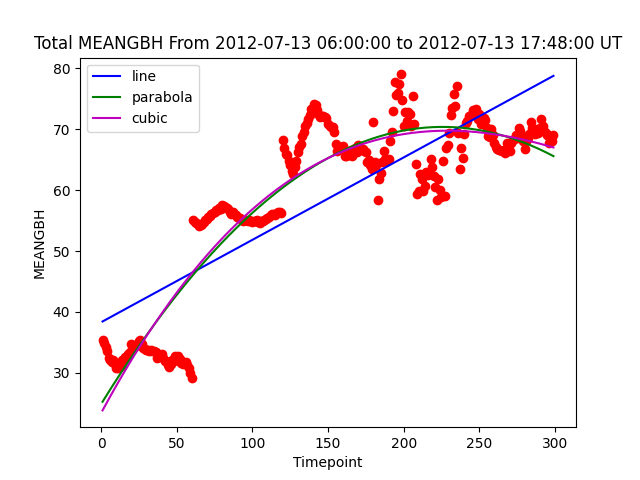 Total MEANGBH From 2012-07-13 06:00:00 to 2012-07-13 17:48:00 UT
line
parabola
cubic
80
70
60
50
40
30
MEANGBH
0 50 100 150 200 250 300
Timepoint